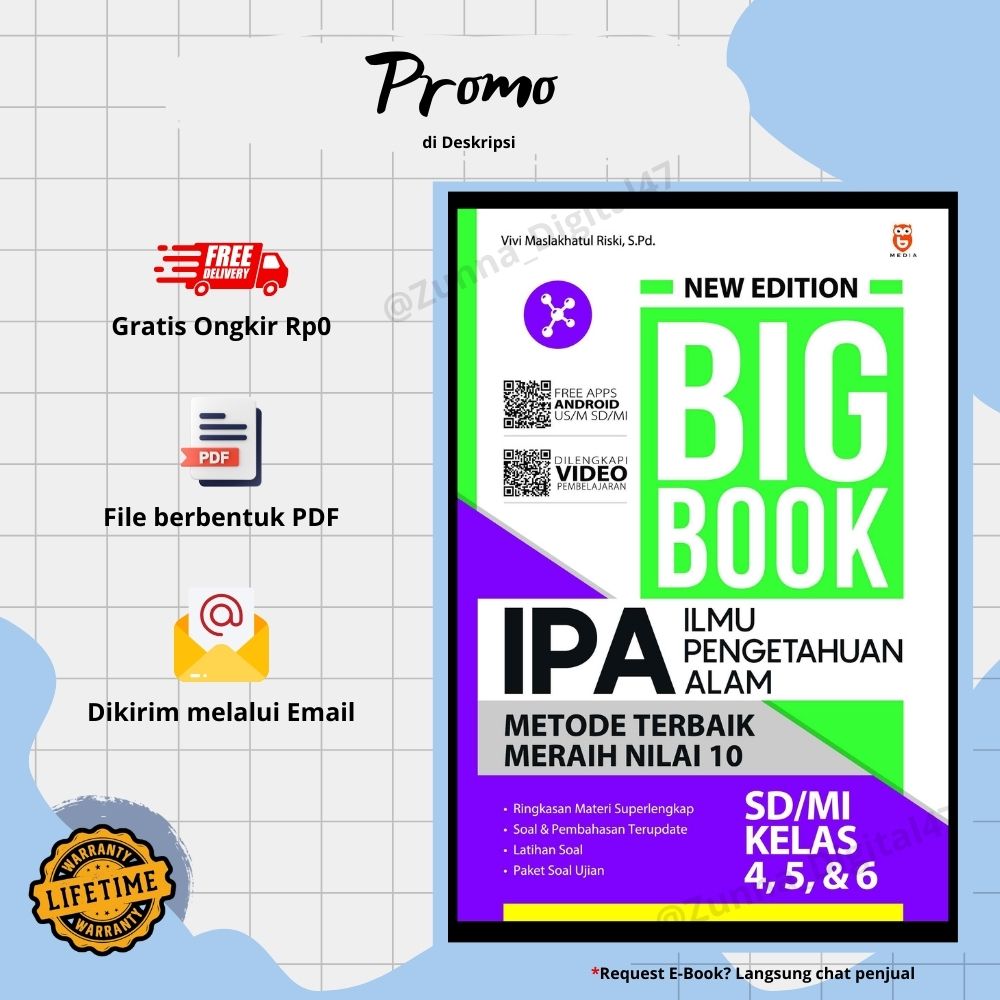 Promo
di Deskripsi
FREE
DELIVERY
Gratis Ongkir Rp0
PDF
File berbentuk PDF
@
Dikirim melalui Email
WARRANTY
LIFETIME
WARRANTY
@Zunna_Digital47
Vivi Maslakhatul Riski, S.Pd.
MEDIA
NEW EDITION
BIG
BOOK
FREE APPS
ANDROID
US/M SD/MI
DILENGKAPI
VIDEO
PEMBELAJARAN
IPA
ILMU
PENGETAHUAN
ALAM
METODE TERBAIK
MERAIH NILAI 10
• Ringkasan Materi Superlengkap
• Soal & Pembahasan Terupdate
• Latihan Soal
• Paket Soal Ujian
SD/MI
KELAS
4, 5, & 6
@Zunna_Digital47
*Request E-Book? Langsung chat penjual